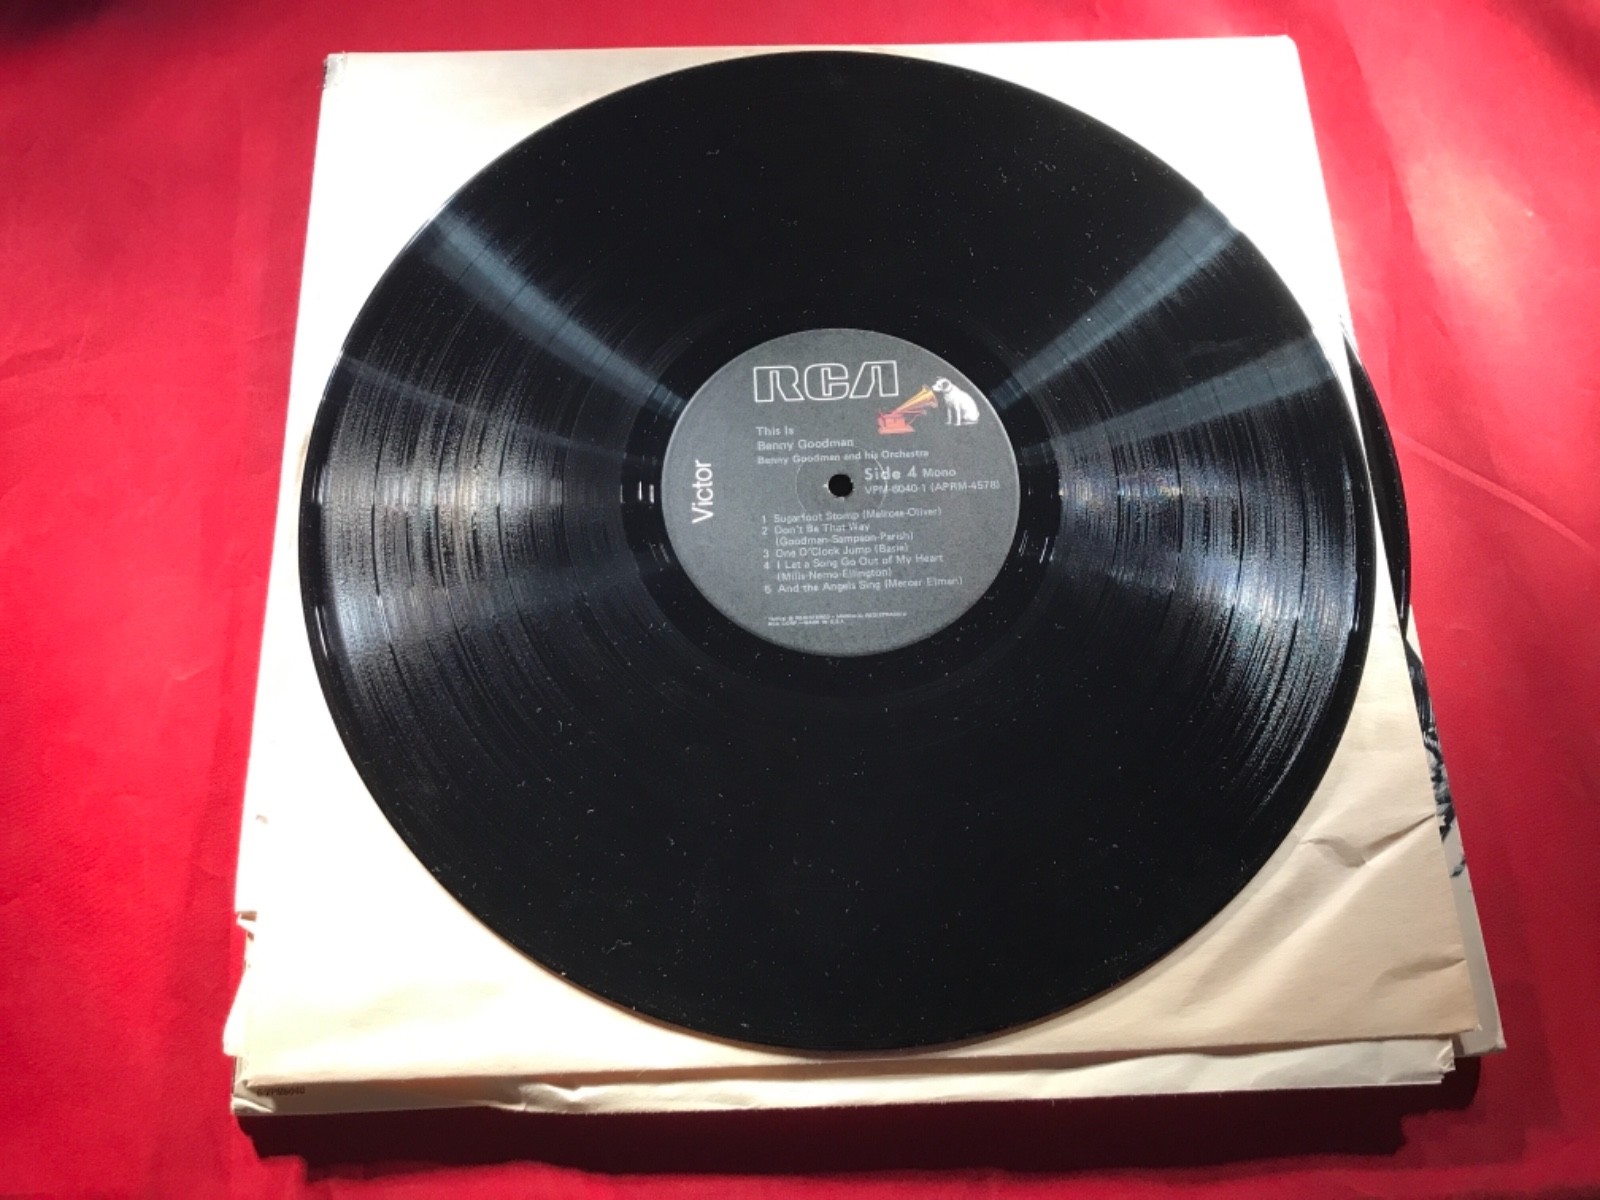 RCA
This Is
Benny Goodman
Benny Goodman and his Orchestra
Side 4 Mono
VPM-6040-1 (APRM-4578)
Victor
1 Sugarfoot Stomp (Melrose-Oliver)
2 Don't Be That Way
(Goodman-Sampson-Parish)
3 One O'Clock Jump (Basie)
4 I Let a Song Go Out of My Heart
(Mills-Nemo-Ellington)
5 And the Angels Sing (Mercer-Elman)